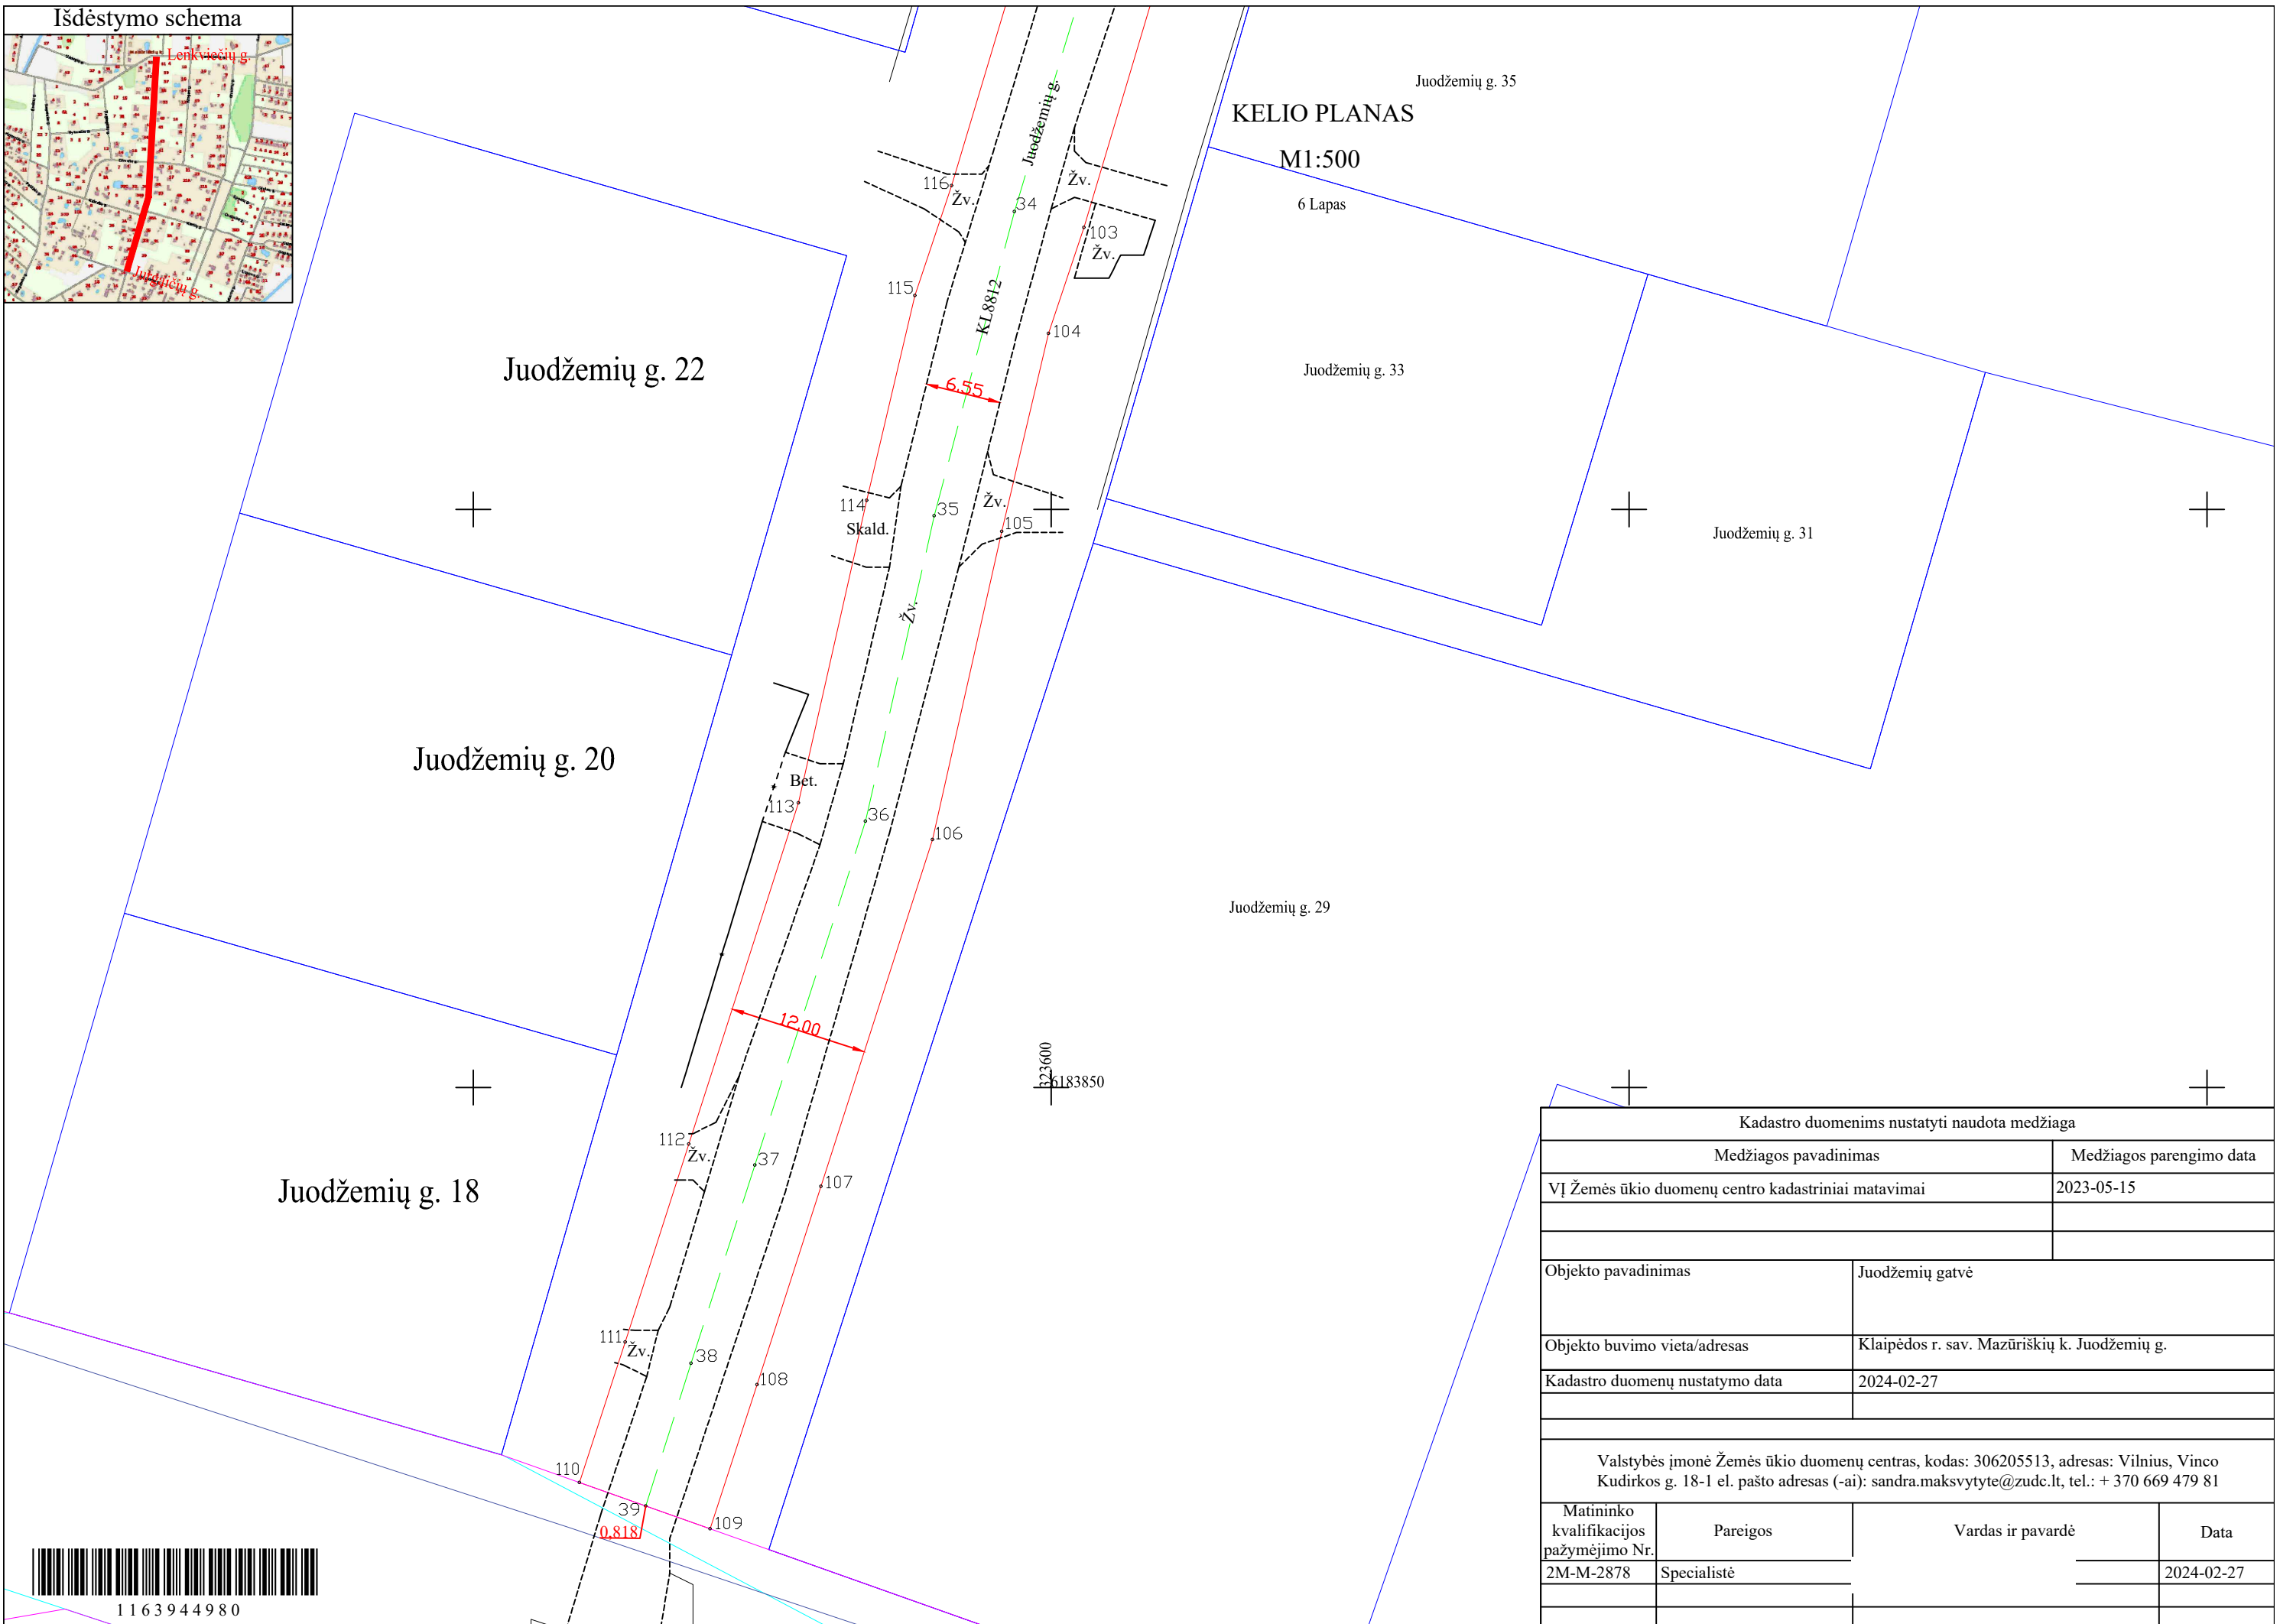 Išdėstymo schema
Lenkviečių g.
Jurgaičių g.
KELIO PLANAS
M1:500
6 Lapas
Juodžemių g. 35
Juodžemių g.
116
Žv.
34
Žv.
103
Žv.
115
KL8812
104
Juodžemių g. 22
6,55
Juodžemių g. 33
114
Skald.
35
Žv.
105
Juodžemių g. 31
Žv.
Juodžemių g. 20
Bet.
113
36
106
Juodžemių g. 29
12,00
323600
6183850
112
Žv.
37
107
Juodžemių g. 18
111
Žv.
38
108
110
39
0,818
109
1163944980
Kadastro duomenims nustatyti naudota medžiaga
Medžiagos pavadinimas Medžiagos parengimo data
VĮ Žemės ūkio duomenų centro kadastriniai matavimai 2023-05-15
Objekto pavadinimas Juodžemių gatvė
Objekto buvimo vieta/adresas Klaipėdos r. sav. Mazūriškių k. Juodžemių g.
Kadastro duomenų nustatymo data 2024-02-27
Valstybės įmonė Žemės ūkio duomenų centras, kodas: 306205513, adresas: Vilnius, Vinco
Kudirkos g. 18-1 el. pašto adresas (-ai): sandra.maksvytyte@zudc.lt, tel.: + 370 669 479 81
Matininko
kvalifikacijos
pažymėjimo Nr.
Pareigos Vardas ir pavardė Data
2M-M-2878 Specialistė 2024-02-27